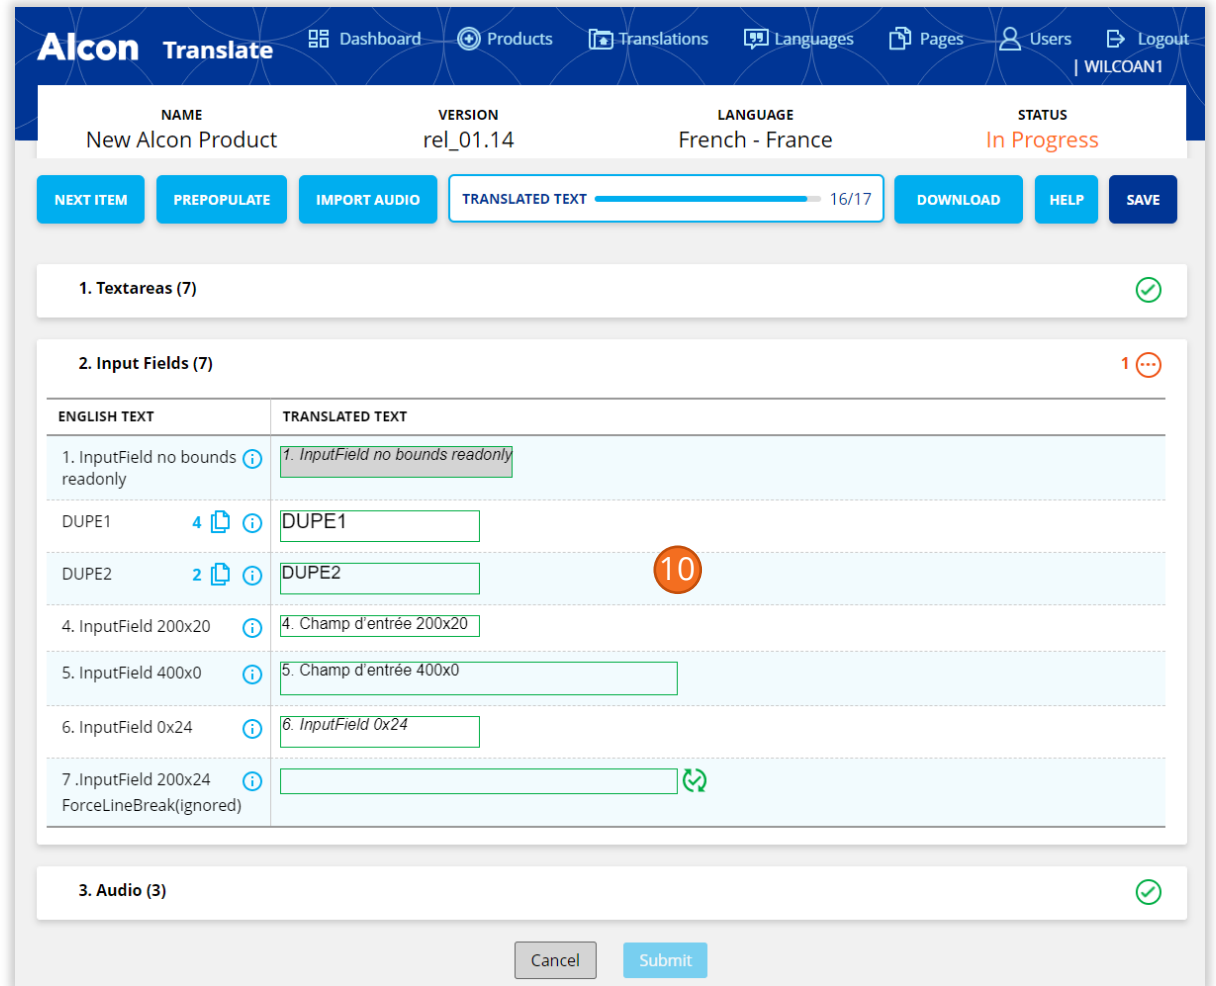 Alcon Translate
Dashboard Products Translations Languages Pages Users Logout
| WILCOAN1
NAME VERSION LANGUAGE STATUS
New Alcon Product rel_01.14 French - France In Progress
NEXT ITEM PREPOPULATE IMPORT AUDIO TRANSLATED TEXT 16/17 DOWNLOAD HELP SAVE
1. Textareas (7)
2. Input Fields (7) 1
ENGLISH TEXT TRANSLATED TEXT
1. InputField no bounds readonly
1. InputField no bounds readonly
DUPE1 4 DUPE1
DUPE2 2 DUPE2
10
4. InputField 200x20 4. Champ d'entrée 200x20
5. InputField 400x0 5. Champ d'entrée 400x0
6. InputField 0x24 6. InputField 0x24
7 .InputField 200x24
ForceLineBreak(ignored)
3. Audio (3)
Cancel Submit